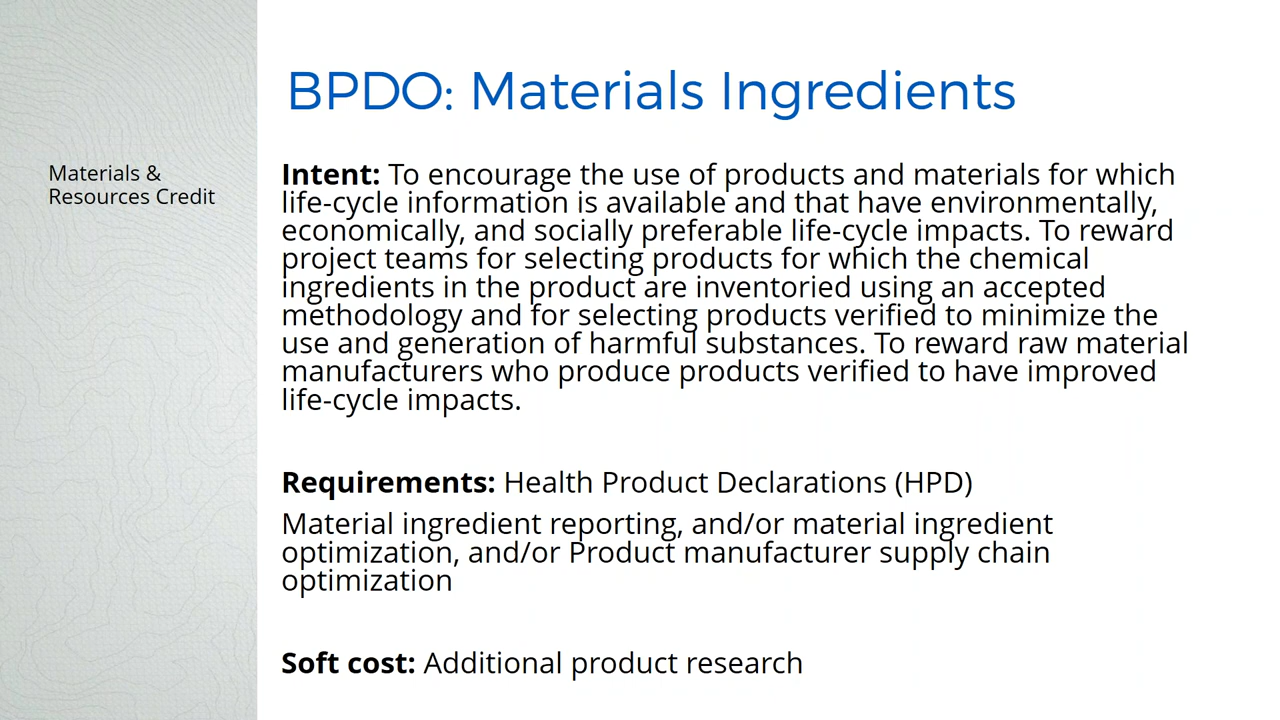 BPDO: Materials Ingredients
Materials &
Resources Credit
Intent: To encourage the use of products and materials for which
life-cycle information is available and that have environmentally,
economically, and socially preferable life-cycle impacts. To reward
project teams for selecting products for which the chemical
ingredients in the product are inventoried using an accepted
methodology and for selecting products verified to minimize the
use and generation of harmful substances. To reward raw material
manufacturers who produce products verified to have improved
life-cycle impacts.
Requirements: Health Product Declarations (HPD)
Material ingredient reporting, and/or material ingredient
optimization, and/or Product manufacturer supply chain
optimization
Soft cost: Additional product research